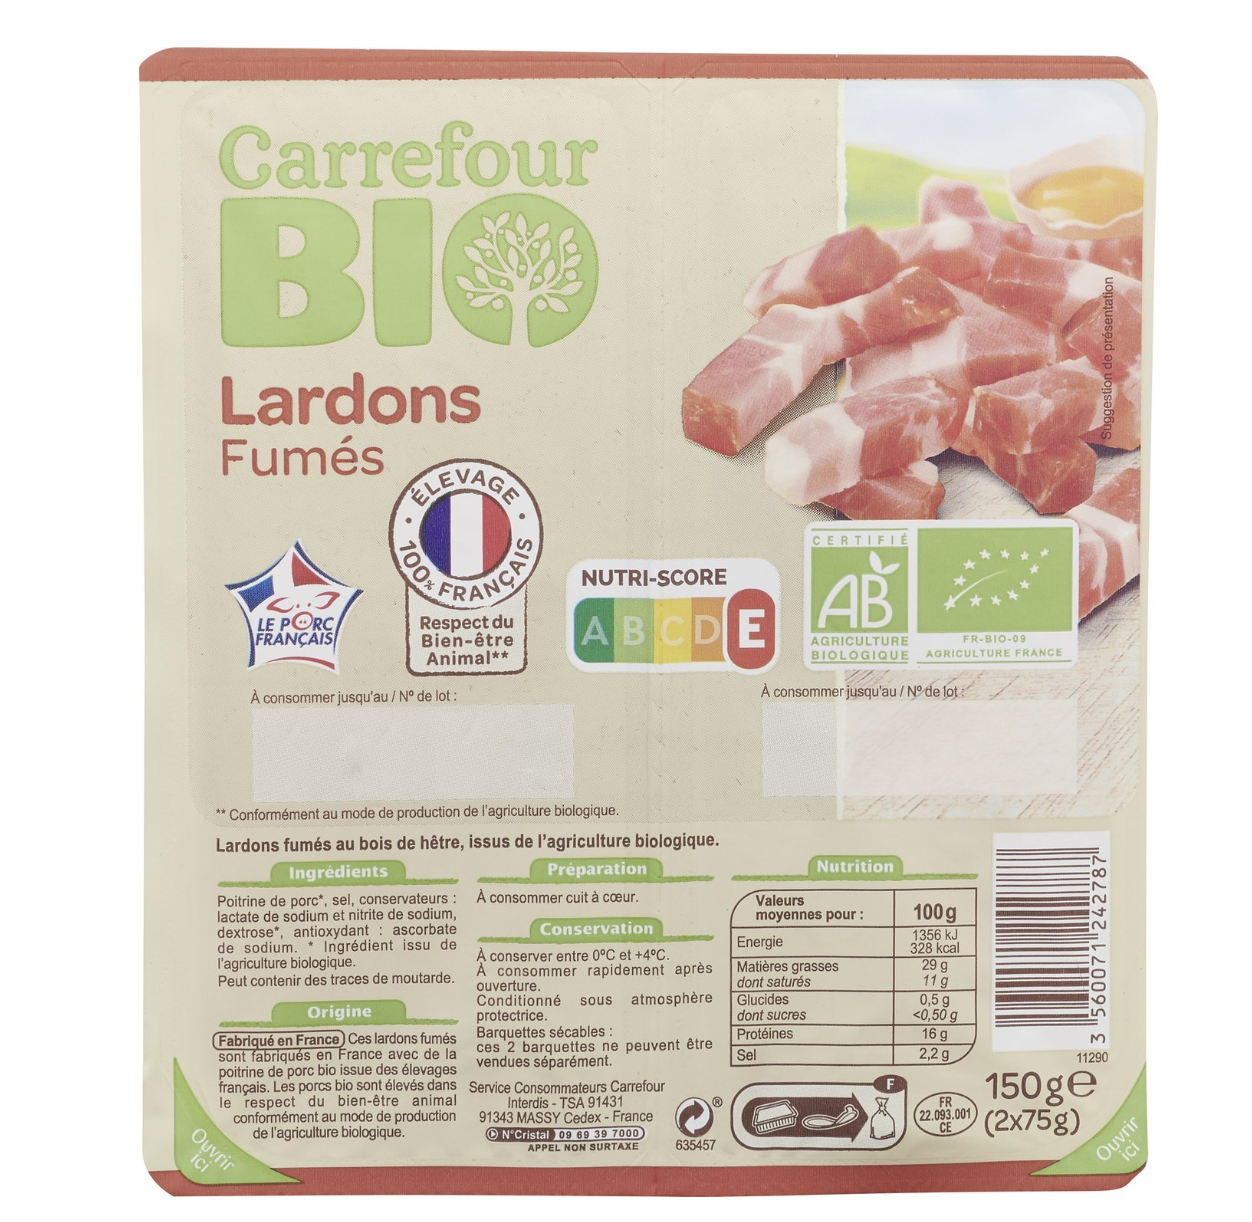 Carrefour
BIO
Lardons
Fumés
Suggestion de présentation
ÉLEVAGE
100% FRANÇAIS
Respect du
Bien-être
Animal**
LE PORC
FRANÇAIS
NUTRI-SCORE
A B C D E
CERTIFIÉ
AB
AGRICULTURE
BIOLOGIQUE
FR-BIO-09
AGRICULTURE FRANCE
À consommer jusqu'au / Nº de lot :
À consommer jusqu'au / Nº de lot :
** Conformément au mode de production de l'agriculture biologique.
Lardons fumés au bois de hêtre, issus de l'agriculture biologique.
Ingrédients
Poitrine de porc*, sel, conservateurs :
lactate de sodium et nitrite de sodium,
dextrose*, antioxydant : ascorbate
de sodium. * Ingrédient issu de
l'agriculture biologique.
Peut contenir des traces de moutarde.
Origine
Fabriqué en France Ces lardons fumés
sont fabriqués en France avec de la
poitrine de porc bio issue des élevages
français. Les porcs bio sont élevés dans
le respect du bien-être animal
conformément au mode de production
de l'agriculture biologique.
Préparation
À consommer cuit à cœur.
Conservation
À conserver entre 0ºC et +4ºC.
À consommer rapidement après
ouverture.
Conditionné sous atmosphère
protectrice.
Barquettes sécables :
ces 2 barquettes ne peuvent être
vendues séparément.
Service Consommateurs Carrefour
Interdis - TSA 91431
91343 MASSY Cedex - France
N°Cristal 09 69 39 7000
APPEL NON SURTAXE
®
635457
Nutrition
Valeurs
moyennes pour : 100 g
Energie 1356 kJ
328 kcal
Matières grasses 29 g
dont saturés 11 g
Glucides 0,5 g
dont sucres <0,50 g
Protéines 16 g
Sel 2,2 g
F
FR
22.093.001
CE
3 560071 242787
11290
150 g e
(2x75g)
Ouvrir
ici
Ouvrir
ici